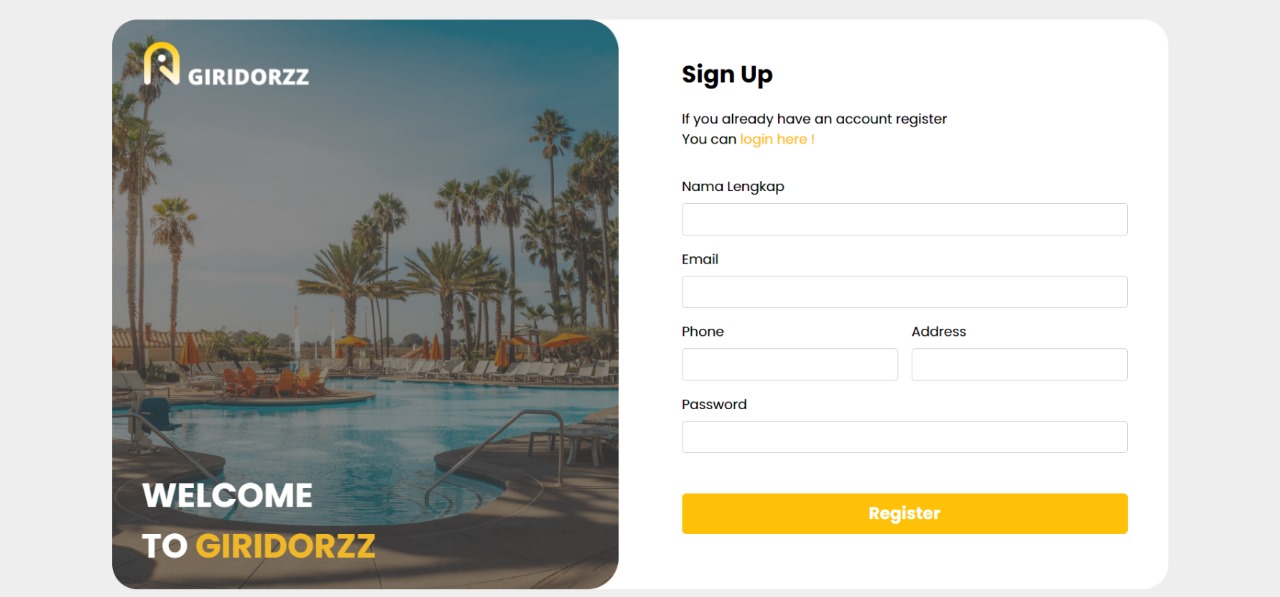 GIRIDORZZ
WELCOME
TO GIRIDORZZ
Sign Up
If you already have an account register
You can login here !
Nama Lengkap
Email
Phone
Address
Password
Register